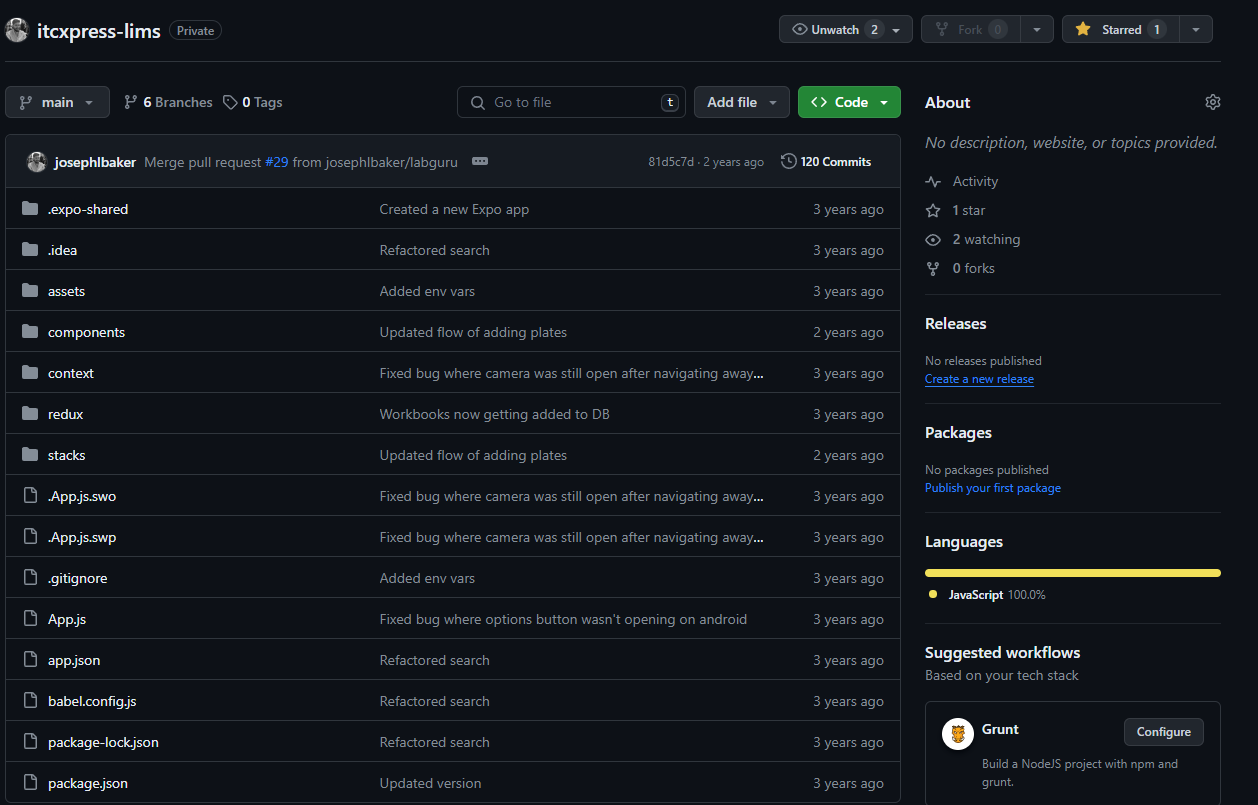 itcxpress-lims Private Unwatch 2 Fork 0 Starred 1
main 6 Branches 0 Tags Go to file t Add file Code
josephlbaker Merge pull request #29 from josephlbaker/labguru 81d5c7d · 2 years ago 120 Commits
.expo-shared Created a new Expo app 3 years ago
.idea Refactored search 3 years ago
assets Added env vars 3 years ago
components Updated flow of adding plates 2 years ago
context Fixed bug where camera was still open after navigating away... 3 years ago
redux Workbooks now getting added to DB 3 years ago
stacks Updated flow of adding plates 2 years ago
.App.js.swo Fixed bug where camera was still open after navigating away... 3 years ago
.App.js.swp Fixed bug where camera was still open after navigating away... 3 years ago
.gitignore Added env vars 3 years ago
App.js Fixed bug where options button wasn't opening on android 3 years ago
app.json Refactored search 3 years ago
babel.config.js Refactored search 3 years ago
package-lock.json Refactored search 3 years ago
package.json Updated version 3 years ago
About
No description, website, or topics provided.
Activity
1 star
2 watching
0 forks
Releases
No releases published
Create a new release
Packages
No packages published
Publish your first package
Languages
JavaScript 100.0%
Suggested workflows
Based on your tech stack
Grunt Configure
Build a NodeJS project with npm and
grunt.